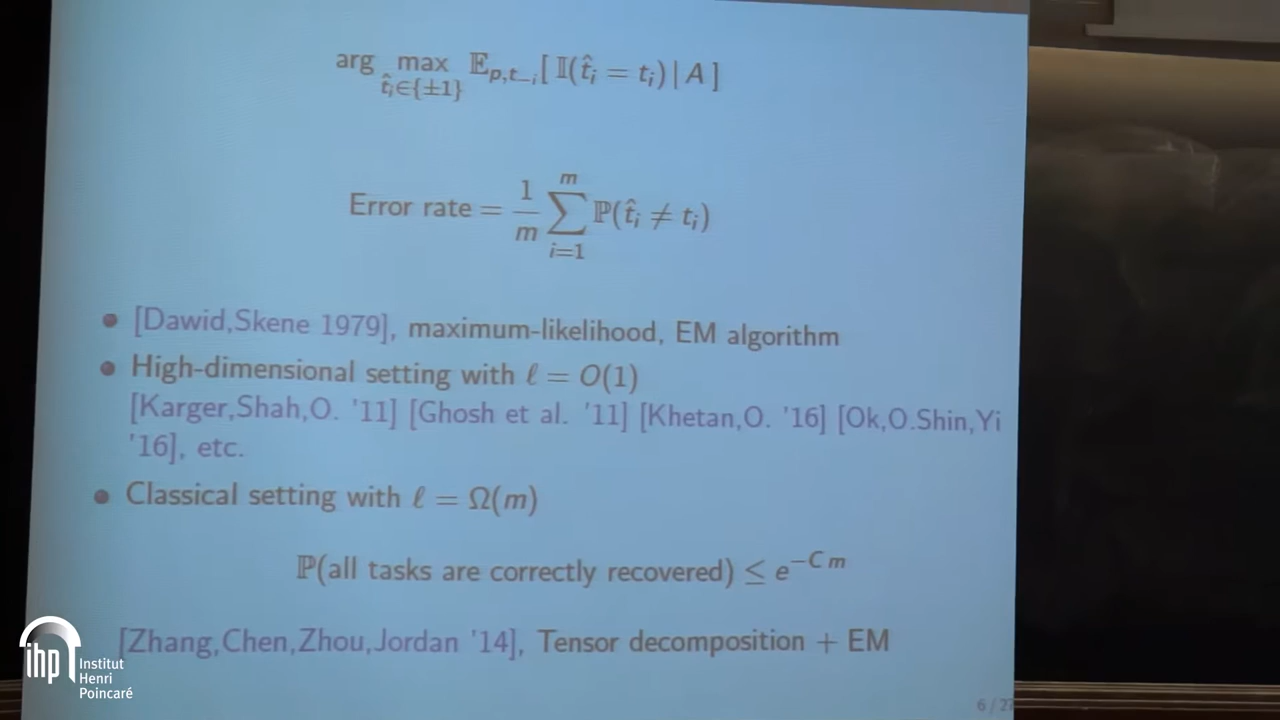 arg max E_{p,t_{-i}}[ I(t̂_i = t_i) | A ]
t̂_i∈{±1}
Error rate = 1/m ∑_{i=1}^{m} P(t̂_i ≠ t_i)
• [Dawid,Skene 1979], maximum-likelihood, EM algorithm
• High-dimensional setting with ℓ = O(1)
[Karger,Shah,O. '11] [Ghosh et al. '11] [Khetan,O. '16] [Ok,O.Shin,Yi
'16], etc.
• Classical setting with ℓ = Ω(m)
P(all tasks are correctly recovered) ≤ e^{-C m}
[Zhang,Chen,Zhou,Jordan '14], Tensor decomposition + EM
ihp Institut
Henri
Poincaré